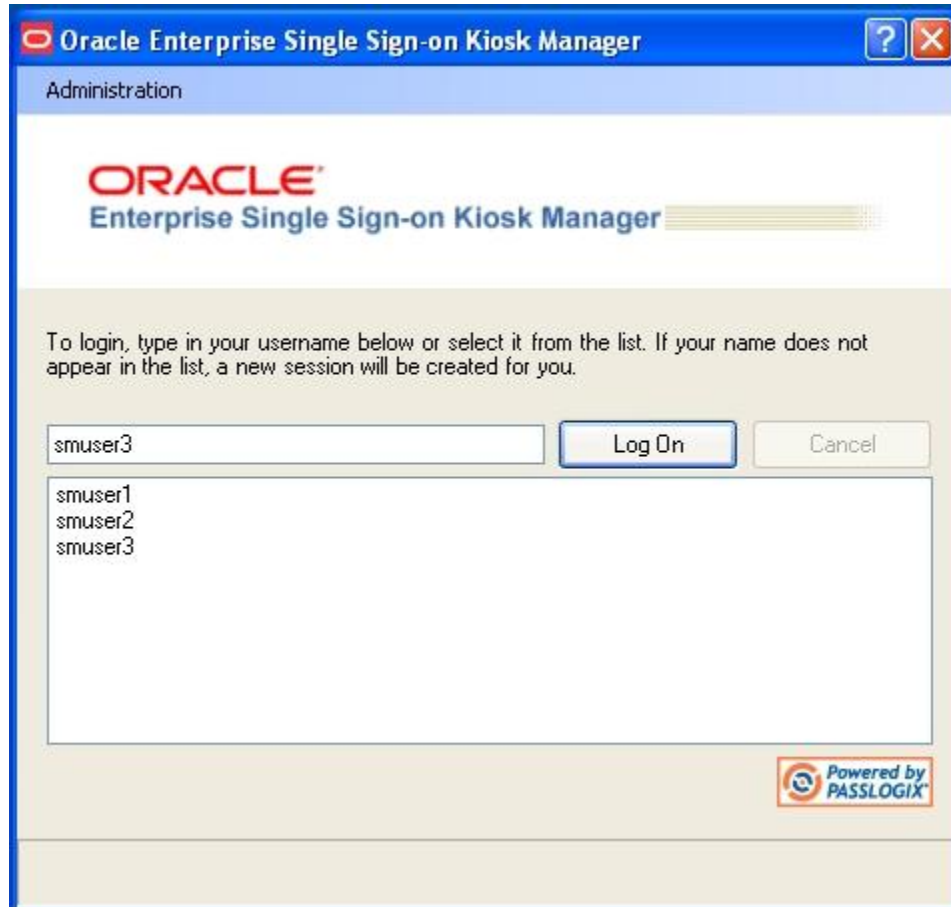 Oracle Enterprise Single Sign-on Kiosk Manager
Administration
ORACLE
Enterprise Single Sign-on Kiosk Manager
To login, type in your username below or select it from the list. If your name does not
appear in the list, a new session will be created for you.
smuser3
Log On
Cancel
smuser1
smuser2
smuser3
Powered by
PASSLOGIX